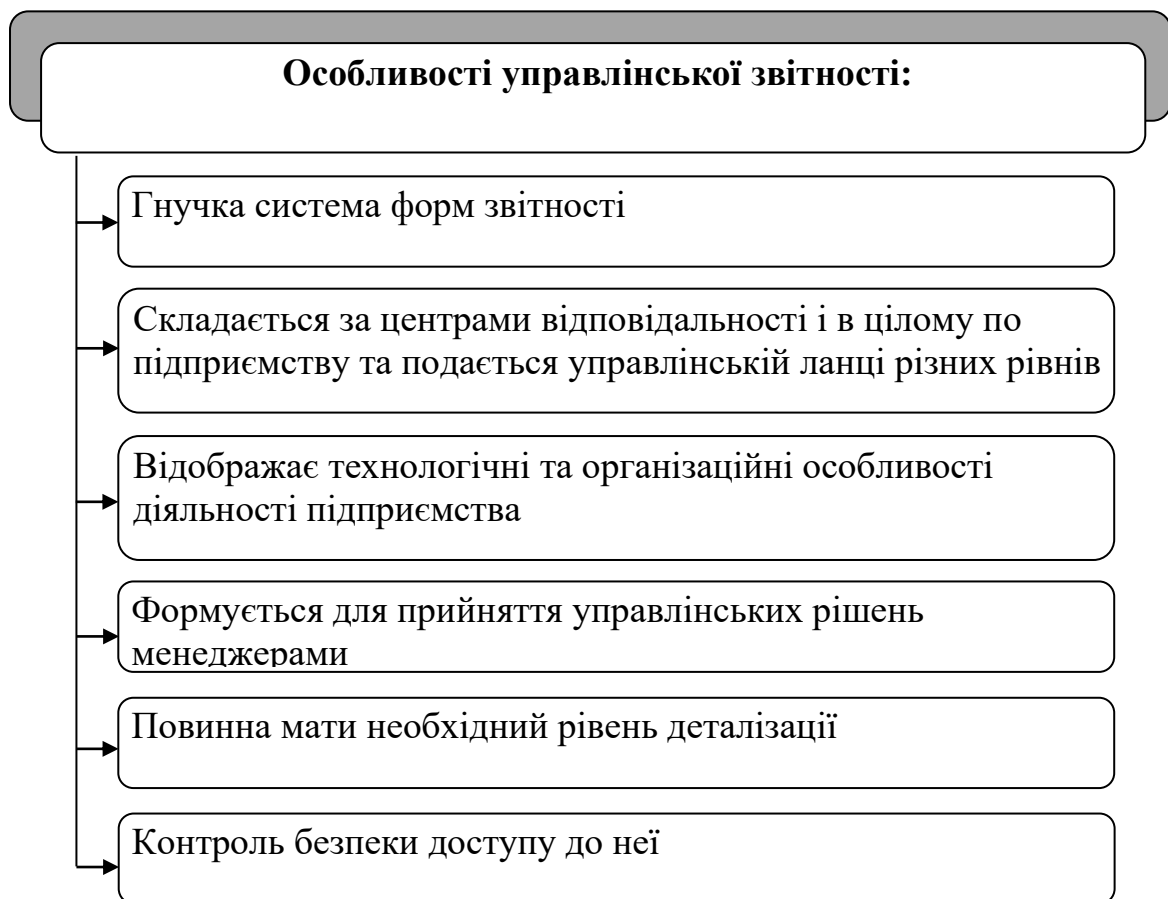 Особливості управлінської звітності:
Гнучка система форм звітності
Складається за центрами відповідальності і в цілому по
підприємству та подається управлінській ланці різних рівнів
Відображає технологічні та організаційні особливості
діяльності підприємства
Формується для прийняття управлінських рішень
менеджерами
Повинна мати необхідний рівень деталізації
Контроль безпеки доступу до неї